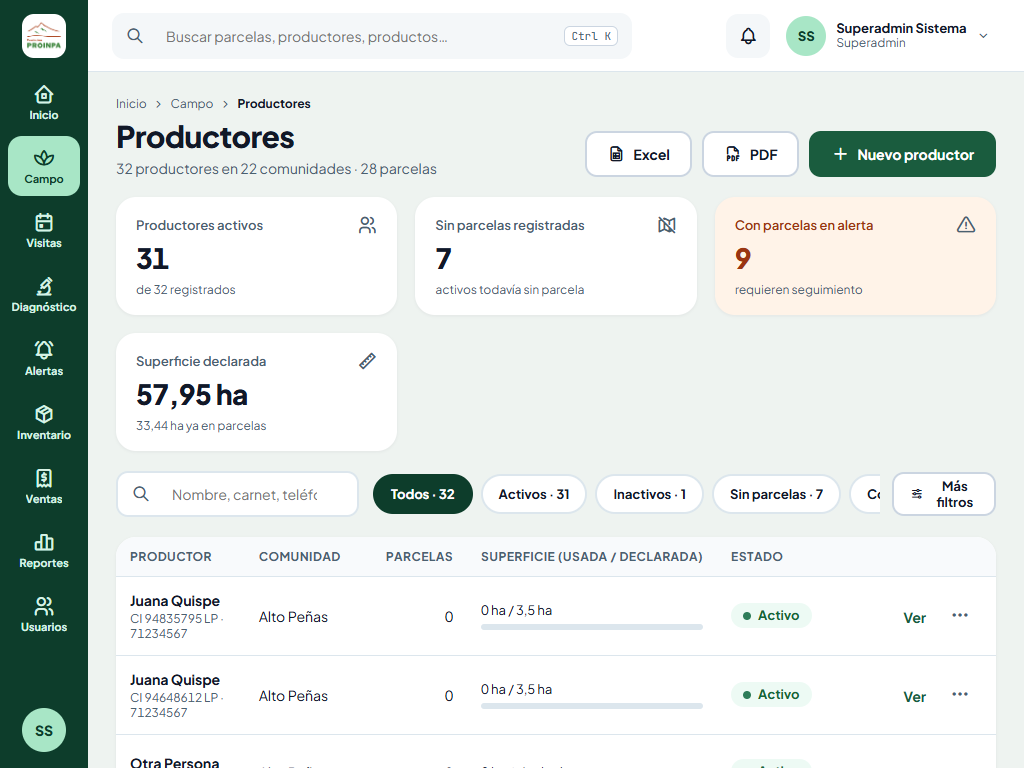 PROINPA
Buscar parcelas, productores, productos…
Ctrl K
SS
Superadmin Sistema
Superadmin
Inicio
Campo
Visitas
Diagnóstico
Alertas
Inventario
Ventas
Reportes
Usuarios
SS
Inicio > Campo > Productores
Productores
32 productores en 22 comunidades · 28 parcelas
Excel
PDF
+ Nuevo productor
Productores activos
31
de 32 registrados
Sin parcelas registradas
7
activos todavía sin parcela
Con parcelas en alerta
9
requieren seguimiento
Superficie declarada
57,95 ha
33,44 ha ya en parcelas
Nombre, carnet, teléfo
Todos · 32
Activos · 31
Inactivos · 1
Sin parcelas · 7
Más
filtros
PRODUCTOR COMUNIDAD PARCELAS SUPERFICIE (USADA / DECLARADA) ESTADO
Juana Quispe
CI 94835795 LP ·
71234567
Alto Peñas
0
0 ha / 3,5 ha
Activo
Ver
Juana Quispe
CI 94648612 LP ·
71234567
Alto Peñas
0
0 ha / 3,5 ha
Activo
Ver
Otra Persona